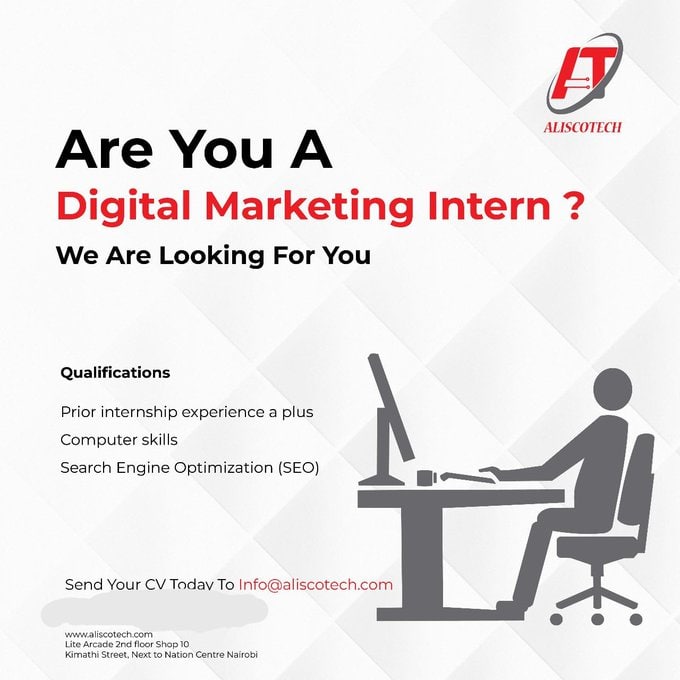 AT
ALISCOTECH
Are You A
Digital Marketing Intern ?
We Are Looking For You
Qualifications
Prior internship experience a plus
Computer skills
Search Engine Optimization (SEO)
Send Your CV Today To Info@aliscotech.com
www.aliscotech.com
Lite Arcade 2nd floor Shop 10
Kimathi Street, Next to Nation Centre Nairobi